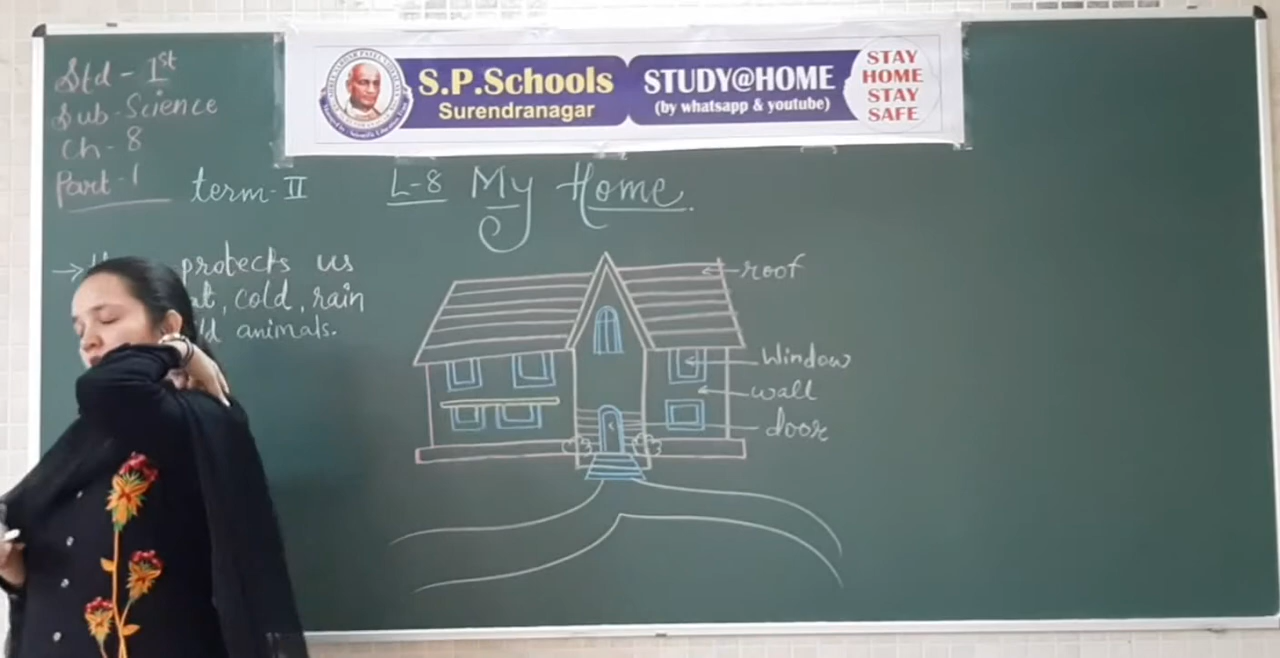 Std - 1st
Sub - Science
Ch - 8
Part - 1
S.P.Schools
Surendranagar
STUDY@HOME
(by whatsapp & youtube)
STAY
HOME
STAY
SAFE
term - II
L-8 My Home.
→ protects us
, cold, rain
animals.
roof
Window
wall
door